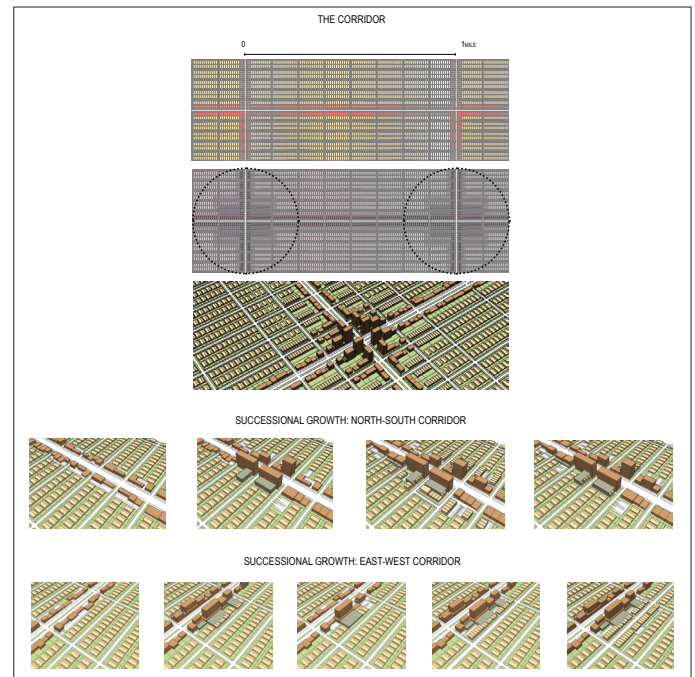 THE CORRIDOR
0 1MILE
SUCCESSIONAL GROWTH: NORTH-SOUTH CORRIDOR
SUCCESSIONAL GROWTH: EAST-WEST CORRIDOR